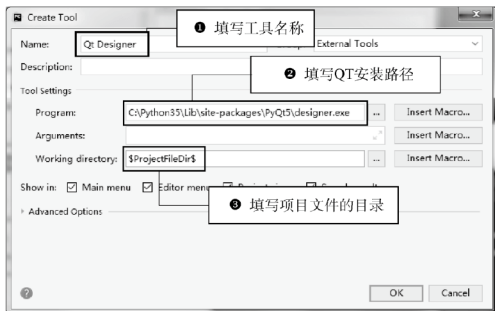 Create Tool
Name: Qt Designer
❶ 填写工具名称
External Tools
Description:
❷ 填写QT安装路径
Tool Settings
Program: C:\Python35\Lib\site-packages\PyQt5\designer.exe ... Insert Macro...
Arguments: Insert Macro...
Working directory: $ProjectFileDir$ ... Insert Macro...
Show in: Main menu Editor menu
❸ 填写项目文件的目录
Advanced Options
? OK Cancel